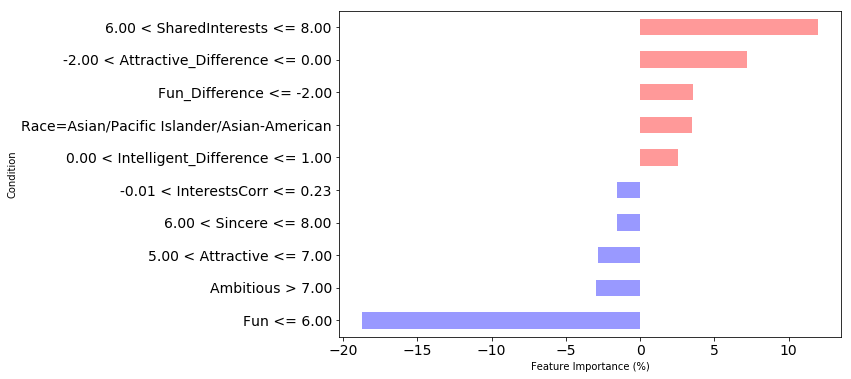 6.00 < SharedInterests <= 8.00
-2.00 < Attractive_Difference <= 0.00
Fun_Difference <= -2.00
Race=Asian/Pacific Islander/Asian-American
0.00 < Intelligent_Difference <= 1.00
-0.01 < InterestsCorr <= 0.23
6.00 < Sincere <= 8.00
5.00 < Attractive <= 7.00
Ambitious > 7.00
Fun <= 6.00
Condition
−20 −15 −10 −5 0 5 10
Feature Importance (%)